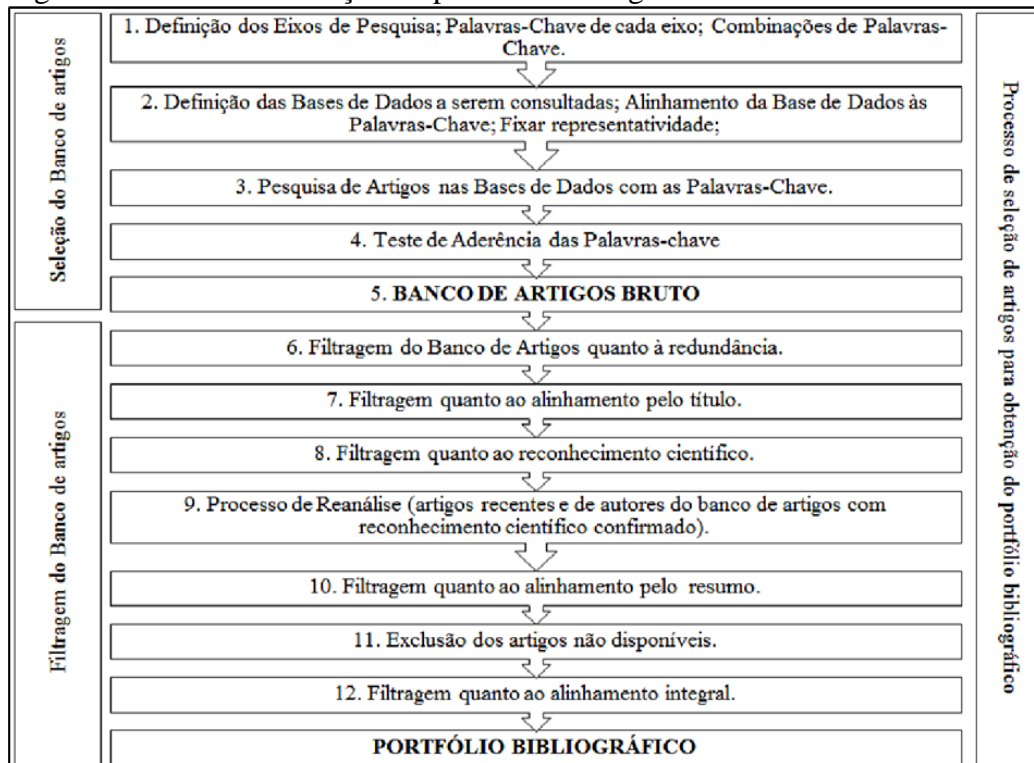 Seleção do Banco de artigos
1. Definição dos Eixos de Pesquisa; Palavras-Chave de cada eixo; Combinações de Palavras-
Chave.
2. Definição das Bases de Dados a serem consultadas; Alinhamento da Base de Dados às
Palavras-Chave; Fixar representatividade;
3. Pesquisa de Artigos nas Bases de Dados com as Palavras-Chave.
4. Teste de Aderência das Palavras-chave
5. BANCO DE ARTIGOS BRUTO
Filtragem do Banco de artigos
6. Filtragem do Banco de Artigos quanto à redundância.
7. Filtragem quanto ao alinhamento pelo título.
8. Filtragem quanto ao reconhecimento científico.
9. Processo de Reanálise (artigos recentes e de autores do banco de artigos com
reconhecimento científico confirmado).
10. Filtragem quanto ao alinhamento pelo resumo.
11. Exclusão dos artigos não disponíveis.
12. Filtragem quanto ao alinhamento integral.
PORTFÓLIO BIBLIOGRÁFICO
Processo de seleção de artigos para obtenção do portfólio bibliográfico